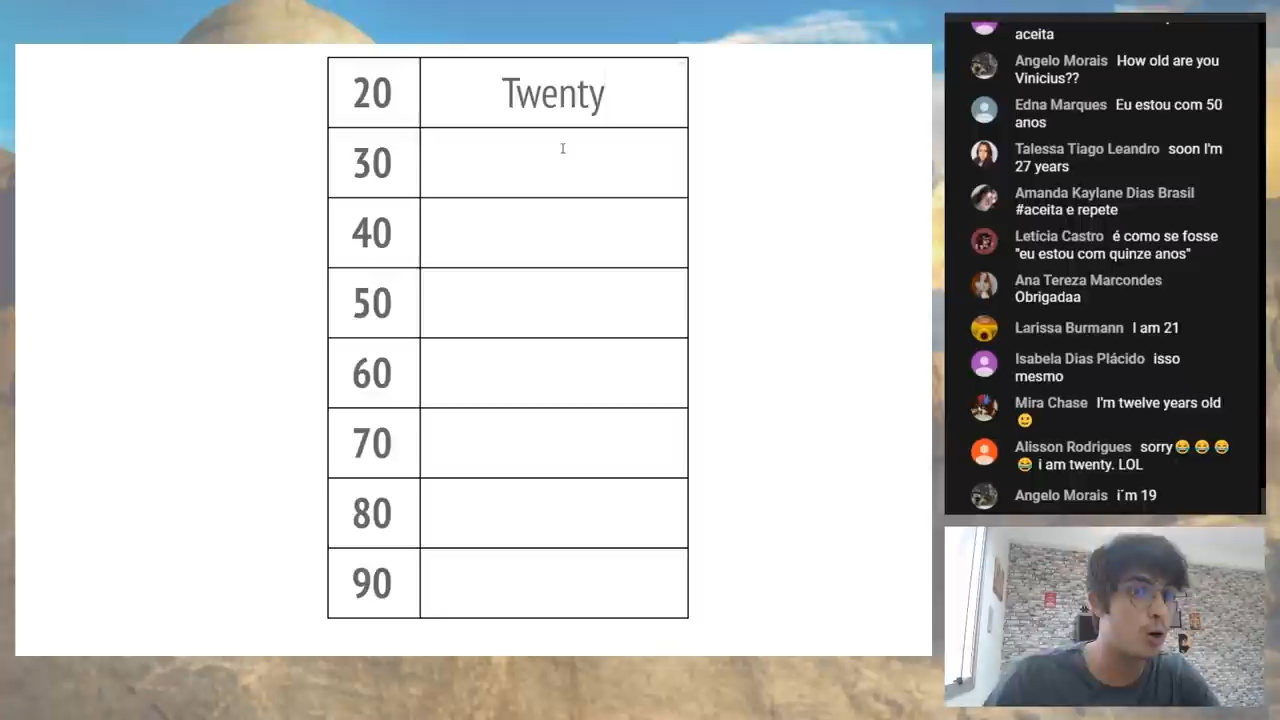 20 Twenty
30
40
50
60
70
80
90
aceita
Angelo Morais How old are you
Vinicius??
Edna Marques Eu estou com 50
anos
Talessa Tiago Leandro soon I'm
27 years
Amanda Kaylane Dias Brasil
#aceita e repete
Letícia Castro é como se fosse
"eu estou com quinze anos"
Ana Tereza Marcondes
Obrigadaa
Larissa Burmann I am 21
Isabela Dias Plácido isso
mesmo
Mira Chase I'm twelve years old
🙂
Alisson Rodrigues sorry😂😂😂
😂 i am twenty. LOL
Angelo Morais i´m 19